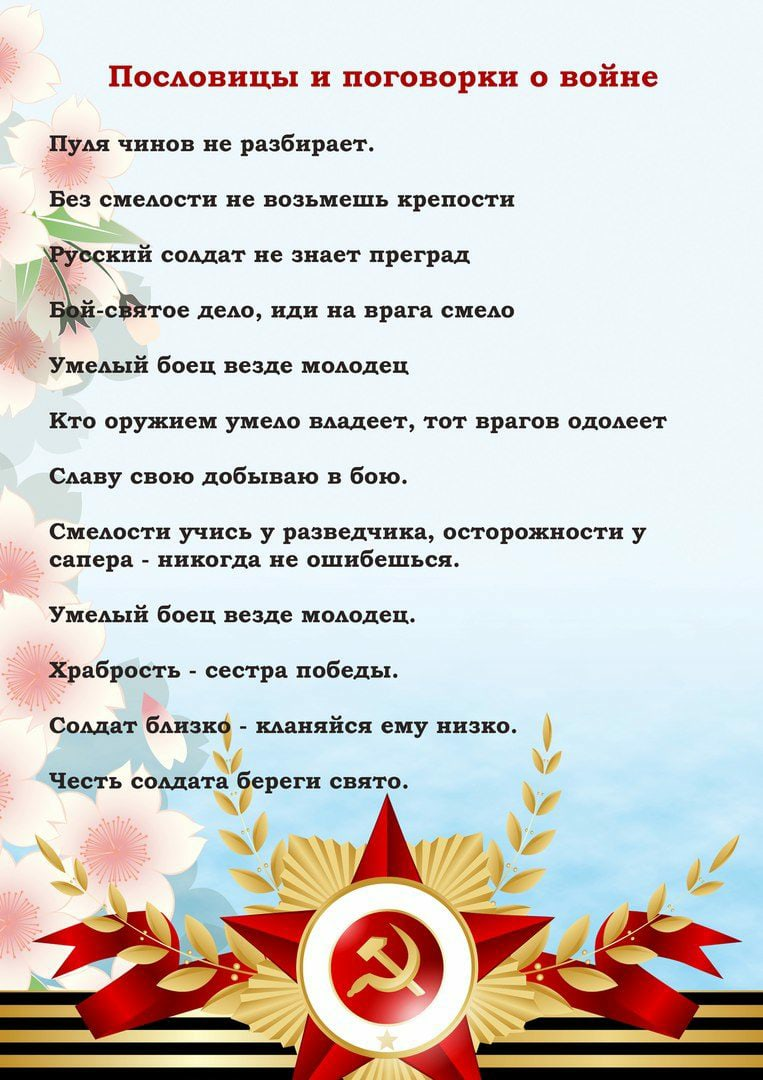 Пословицы и поговорки о войне
Пуля чинов не разбирает.
Без смелости не возьмешь крепости
Русский солдат не знает преград
Бой-святое дело, иди на врага смело
Умелый боец везде молодец
Кто оружием умело владеет, тот врагов одолеет
Славу свою добываю в бою.
Смелости учись у разведчика, осторожности у
сапера - никогда не ошибешься.
Умелый боец везде молодец.
Храбрость - сестра победы.
Солдат близко - кланяйся ему низко.
Честь солдата береги свято.